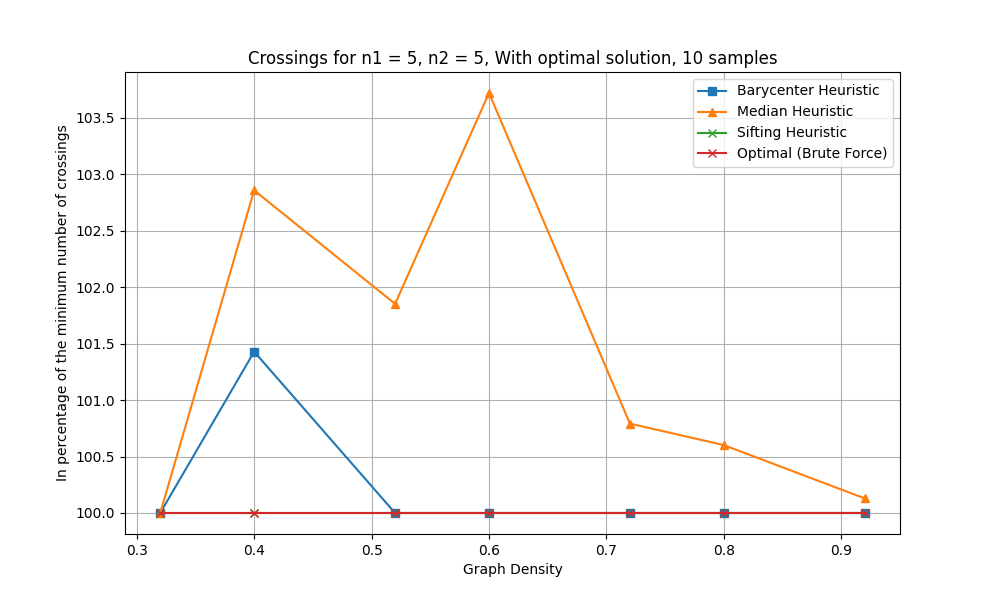 Crossings for n1 = 5, n2 = 5, With optimal solution, 10 samples
Barycenter Heuristic
Median Heuristic
Sifting Heuristic
Optimal (Brute Force)
In percentage of the minimum number of crossings
103.5
103.0
102.5
102.0
101.5
101.0
100.5
100.0
0.3 0.4 0.5 0.6 0.7 0.8 0.9
Graph Density